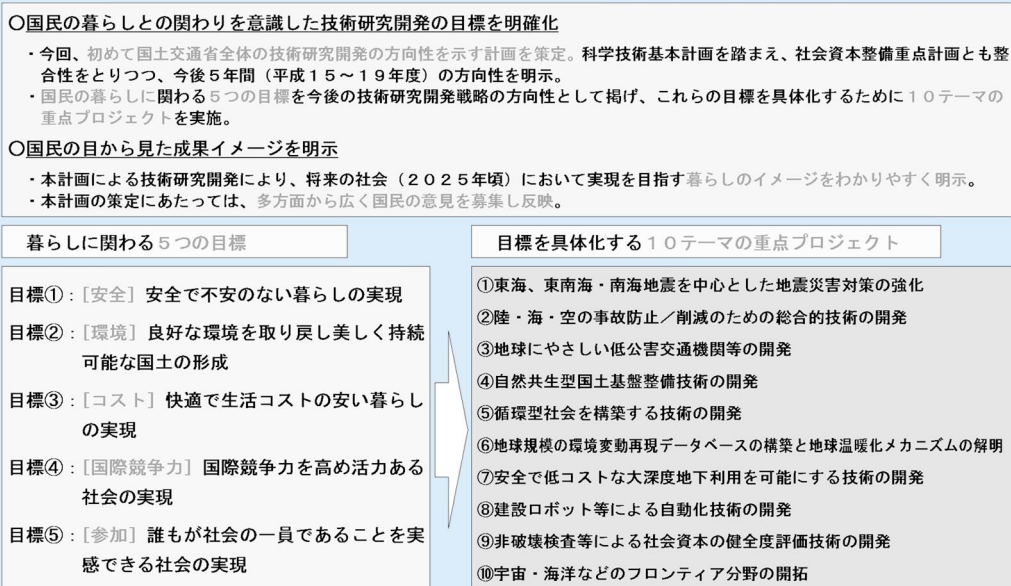 〇国民の暮らしとの関わりを意識した技術研究開発の目標を明確化
・今回、初めて国土交通省全体の技術研究開発の方向性を示す計画を策定。科学技術基本計画を踏まえ、社会資本整備重点計画とも整
合性をとりつつ、今後５年間（平成１５～１９年度）の方向性を明示。
・国民の暮らしに関わる５つの目標を今後の技術研究開発戦略の方向性として掲げ、これらの目標を具体化するために１０テーマの
重点プロジェクトを実施。
〇国民の目から見た成果イメージを明示
・本計画による技術研究開発により、将来の社会（２０２５年頃）において実現を目指す暮らしのイメージをわかりやすく明示。
・本計画の策定にあたっては、多方面から広く国民の意見を募集し反映。
暮らしに関わる５つの目標
目標①：［安全］安全で不安のない暮らしの実現
目標②：［環境］良好な環境を取り戻し美しく持続
可能な国土の形成
目標③：［コスト］快適で生活コストの安い暮らし
の実現
目標④：［国際競争力］国際競争力を高め活力ある
社会の実現
目標⑤：［参加］誰もが社会の一員であることを実
感できる社会の実現
目標を具体化する１０テーマの重点プロジェクト
①東海、東南海・南海地震を中心とした地震災害対策の強化
②陸・海・空の事故防止／削減のための総合的技術の開発
③地球にやさしい低公害交通機関等の開発
④自然共生型国土基盤整備技術の開発
⑤循環型社会を構築する技術の開発
⑥地球規模の環境変動再現データベースの構築と地球温暖化メカニズムの解明
⑦安全で低コストな大深度地下利用を可能にする技術の開発
⑧建設ロボット等による自動化技術の開発
⑨非破壊検査等による社会資本の健全度評価技術の開発
⑩宇宙・海洋などのフロンティア分野の開拓